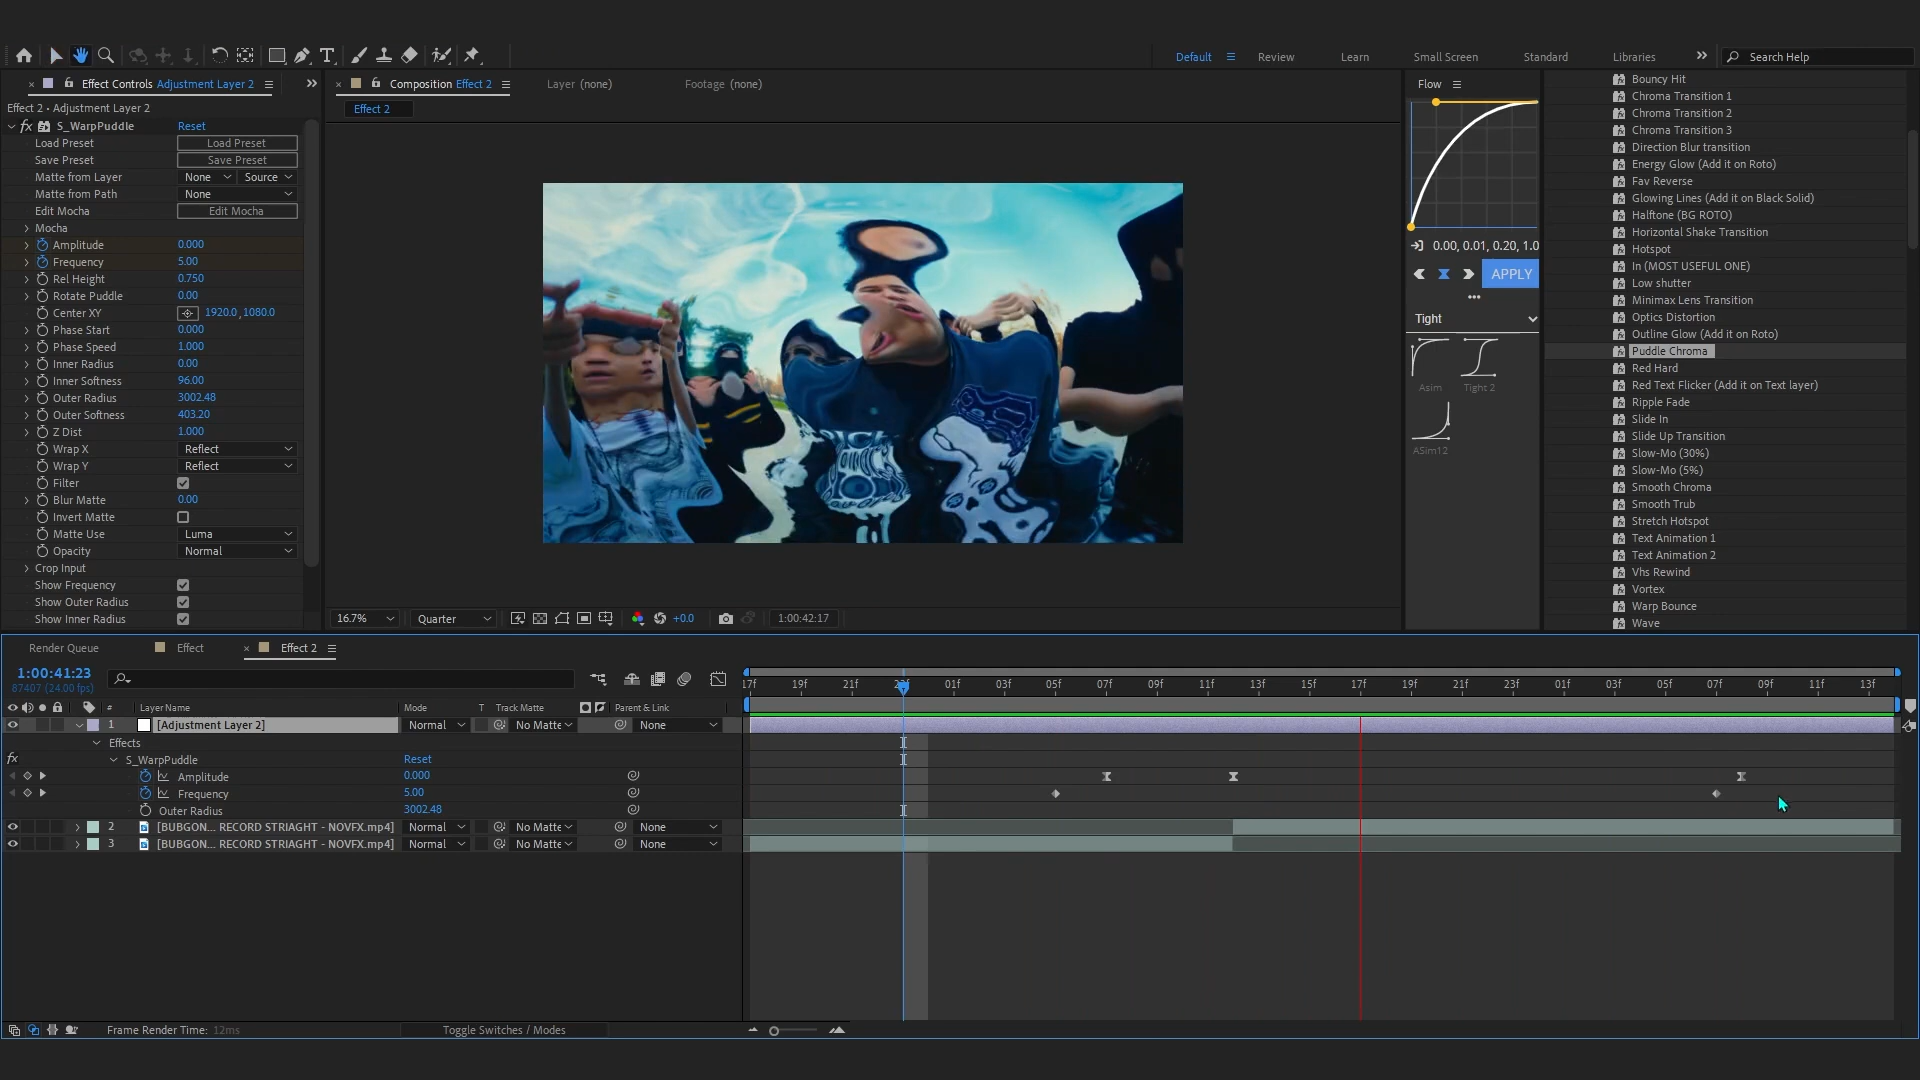 Default
Review
Learn
Small Screen
Standard
Libraries
Search Help
Effect Controls Adjustment Layer 2
Composition Effect 2
Layer (none)
Footage (none)
Effect 2 • Adjustment Layer 2
Effect 2
fx S_WarpPuddle Reset
Load Preset Load Preset
Save Preset Save Preset
Matte from Layer None Source
Matte from Path None
Edit Mocha Edit Mocha
Mocha
Amplitude 0.000
Frequency 5.00
Rel Height 0.750
Rotate Puddle 0.00
Center XY 1920.0, 1080.0
Phase Start 0.000
Phase Speed 1.000
Inner Radius 0.00
Inner Softness 96.00
Outer Radius 3002.48
Outer Softness 403.20
Z Dist 1.000
Wrap X Reflect
Wrap Y Reflect
Filter
Blur Matte 0.00
Invert Matte
Matte Use Luma
Opacity Normal
Crop Input
Show Frequency
Show Outer Radius
Show Inner Radius
16.7% Quarter +0.0 1:00:42:17
Flow
0.00, 0.01, 0.20, 1.0
APPLY
Tight
Asim Tight 2
ASim12
Bouncy Hit
Chroma Transition 1
Chroma Transition 2
Chroma Transition 3
Direction Blur transition
Energy Glow (Add it on Roto)
Fav Reverse
Glowing Lines (Add it on Black Solid)
Halftone (BG ROTO)
Horizontal Shake Transition
Hotspot
In (MOST USEFUL ONE)
Low shutter
Minimax Lens Transition
Optics Distortion
Outline Glow (Add it on Roto)
Puddle Chroma
Red Hard
Red Text Flicker (Add it on Text layer)
Ripple Fade
Slide In
Slide Up Transition
Slow-Mo (30%)
Slow-Mo (5%)
Smooth Chroma
Smooth Trub
Stretch Hotspot
Text Animation 1
Text Animation 2
Vhs Rewind
Vortex
Warp Bounce
Wave
Render Queue Effect Effect 2
1:00:41:23
87407 (24.00 fps)
17f 19f 21f 01f 03f 05f 07f 09f 11f 13f 15f 17f 19f 21f 23f 01f 03f 05f 07f 09f 11f 13f
# Layer Name Mode T Track Matte Parent & Link
1 [Adjustment Layer 2] Normal No Matte None
Effects
fx S_WarpPuddle Reset
Amplitude 0.000
Frequency 5.00
Outer Radius 3002.48
2 [BUBGON... RECORD STRIAGHT - NOVFX.mp4] Normal No Matte None
3 [BUBGON... RECORD STRIAGHT - NOVFX.mp4] Normal No Matte None
Frame Render Time: 12ms
Toggle Switches / Modes